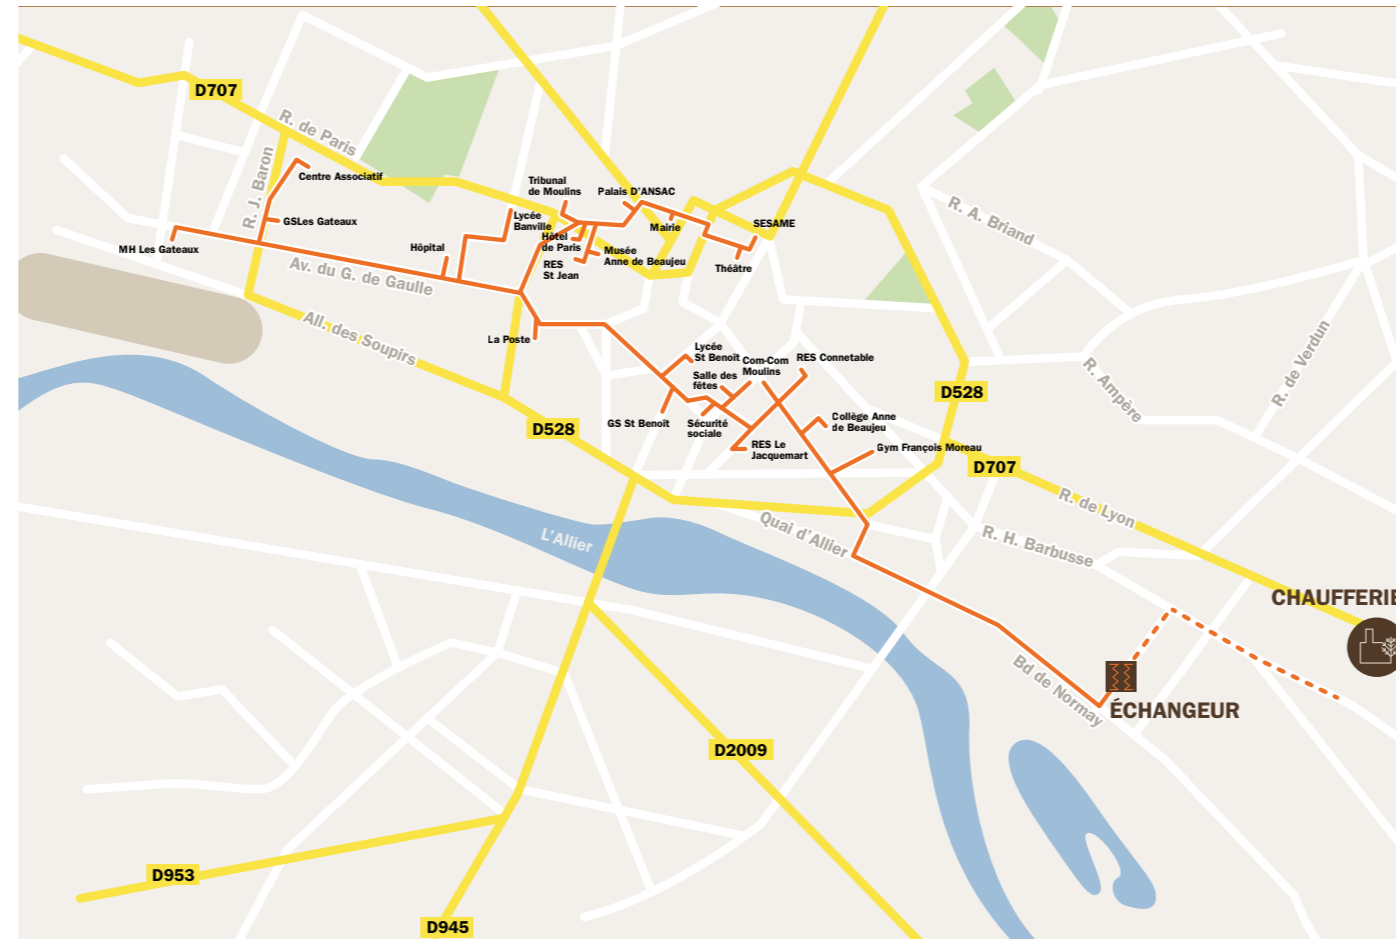 D707
R. de Paris
R. J. Baron
Centre Associatif
GSLes Gateaux
MH Les Gateaux
Hôpital
Av. du G. de Gaulle
All. des Soupirs
Lycée
Banville
Tribunal
de Moulins
Palais D'ANSAC
Hôtel
de Paris
RES
St Jean
Musée
Anne de Beaujeu
Mairie
SESAME
Théâtre
La Poste
R. A. Briand
R. Ampère
R. de Verdun
Lycée
St Benoît
Com-Com
Moulins
RES Connetable
Salle des
fêtes
GS St Benoit
Sécurité
sociale
RES Le
Jacquemart
Collège Anne
de Beaujeu
Gym François Moreau
D528
D528
D707
R. de Lyon
Quai d'Allier
R. H. Barbusse
L'Allier
CHAUFFERIE
ÉCHANGEUR
Bd de Normay
D2009
D953
D945